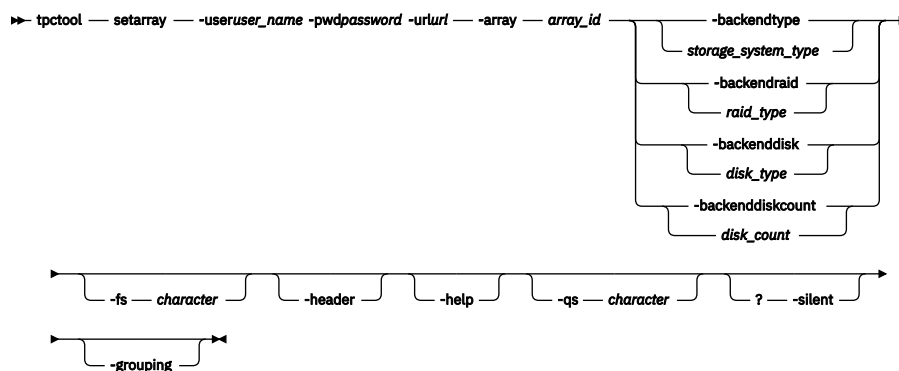 tpctool setarray -useruser_name -pwdpassword -urlurl -array array_id -backendtype
storage_system_type
-backendraid
raid_type
-backenddisk
disk_type
-backenddiskcount
disk_count
-fs character -header -help -qs character ? -silent
-grouping